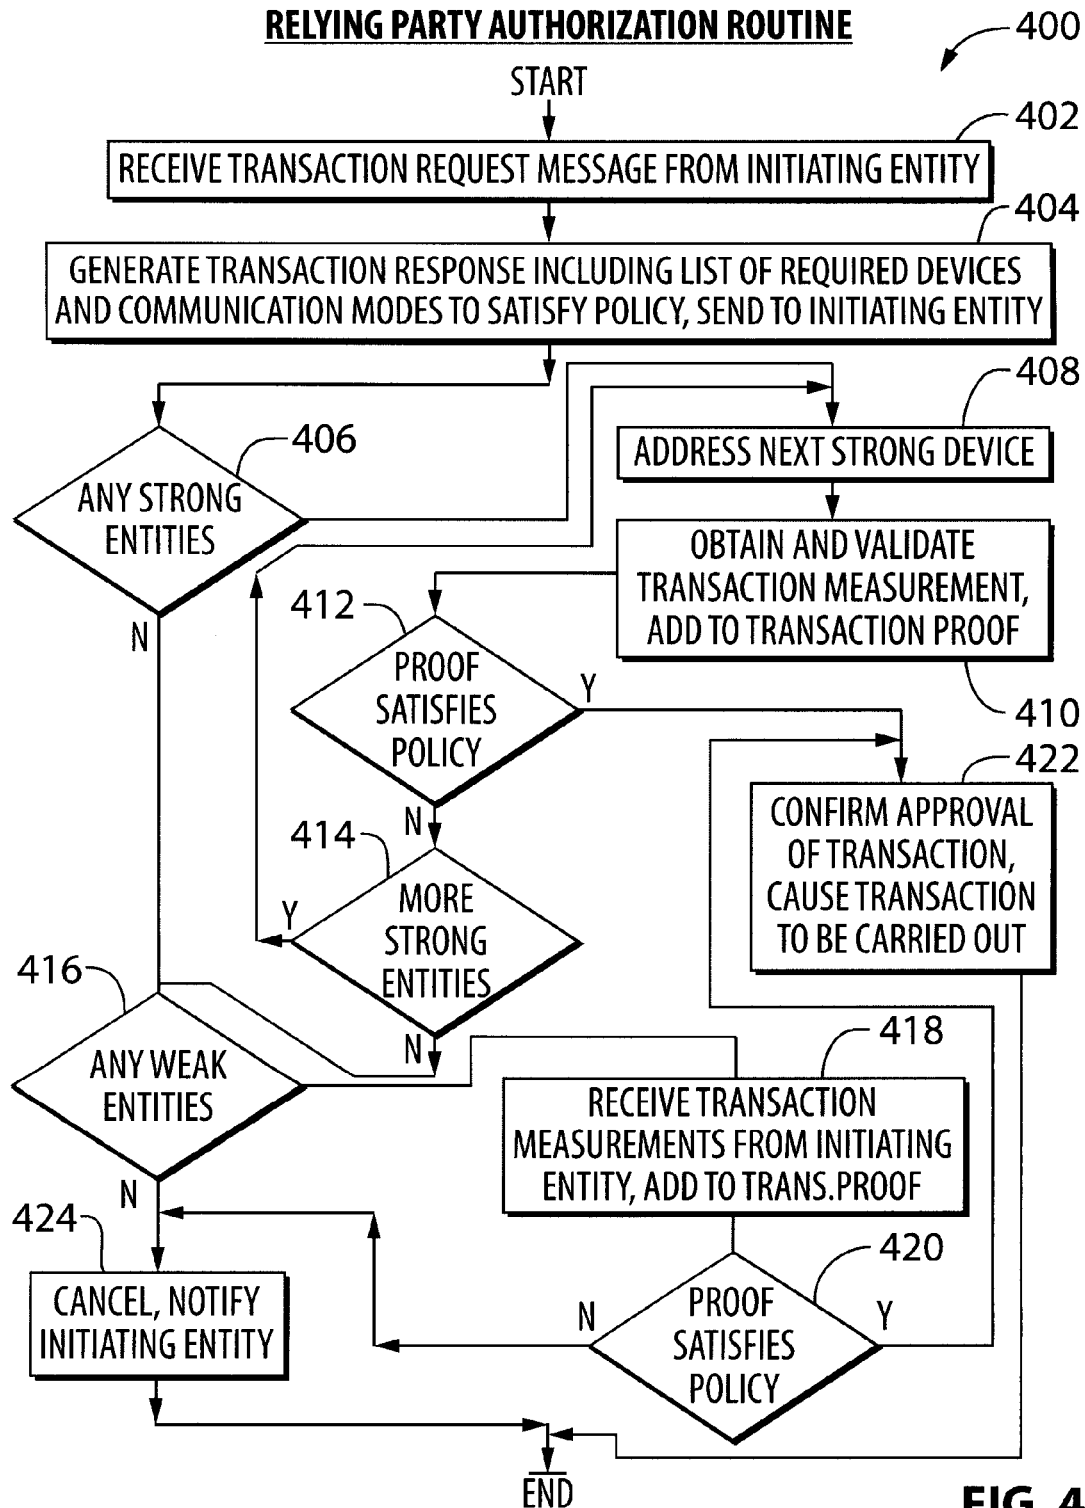 RELYING PARTY AUTHORIZATION ROUTINE
400
START
402
RECEIVE TRANSACTION REQUEST MESSAGE FROM INITIATING ENTITY
404
GENERATE TRANSACTION RESPONSE INCLUDING LIST OF REQUIRED DEVICES
AND COMMUNICATION MODES TO SATISFY POLICY, SEND TO INITIATING ENTITY
406
ANY STRONG
ENTITIES
N
408
ADDRESS NEXT STRONG DEVICE
OBTAIN AND VALIDATE
TRANSACTION MEASUREMENT,
ADD TO TRANSACTION PROOF
410
412
PROOF
SATISFIES
POLICY
Y
N
422
CONFIRM APPROVAL
OF TRANSACTION,
CAUSE TRANSACTION
TO BE CARRIED OUT
414
MORE
STRONG
ENTITIES
Y
N
416
ANY WEAK
ENTITIES
N
418
RECEIVE TRANSACTION
MEASUREMENTS FROM INITIATING
ENTITY, ADD TO TRANS.PROOF
420
PROOF
SATISFIES
POLICY
N
Y
424
CANCEL, NOTIFY
INITIATING ENTITY
END
FIG. 4